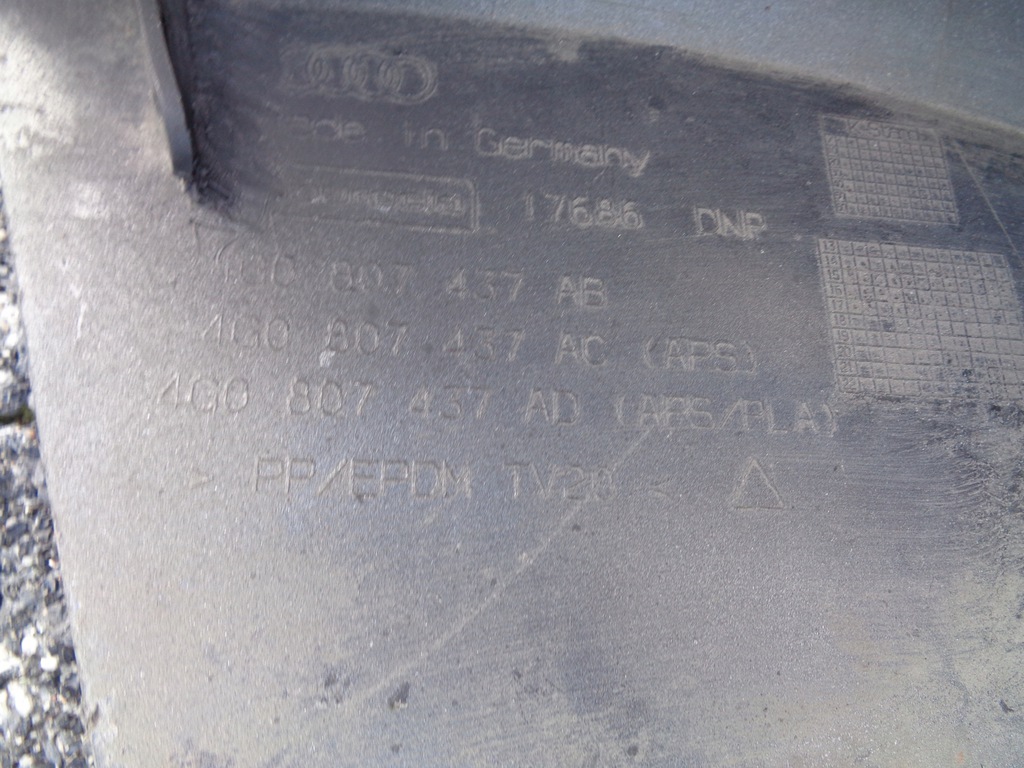 in Germany
17686 DNP
4G0 807 437 AB
4G0 807 437 AC (APS)
4G0 807 437 AD (APS/PLA)
> PP/EPDM TV20 <